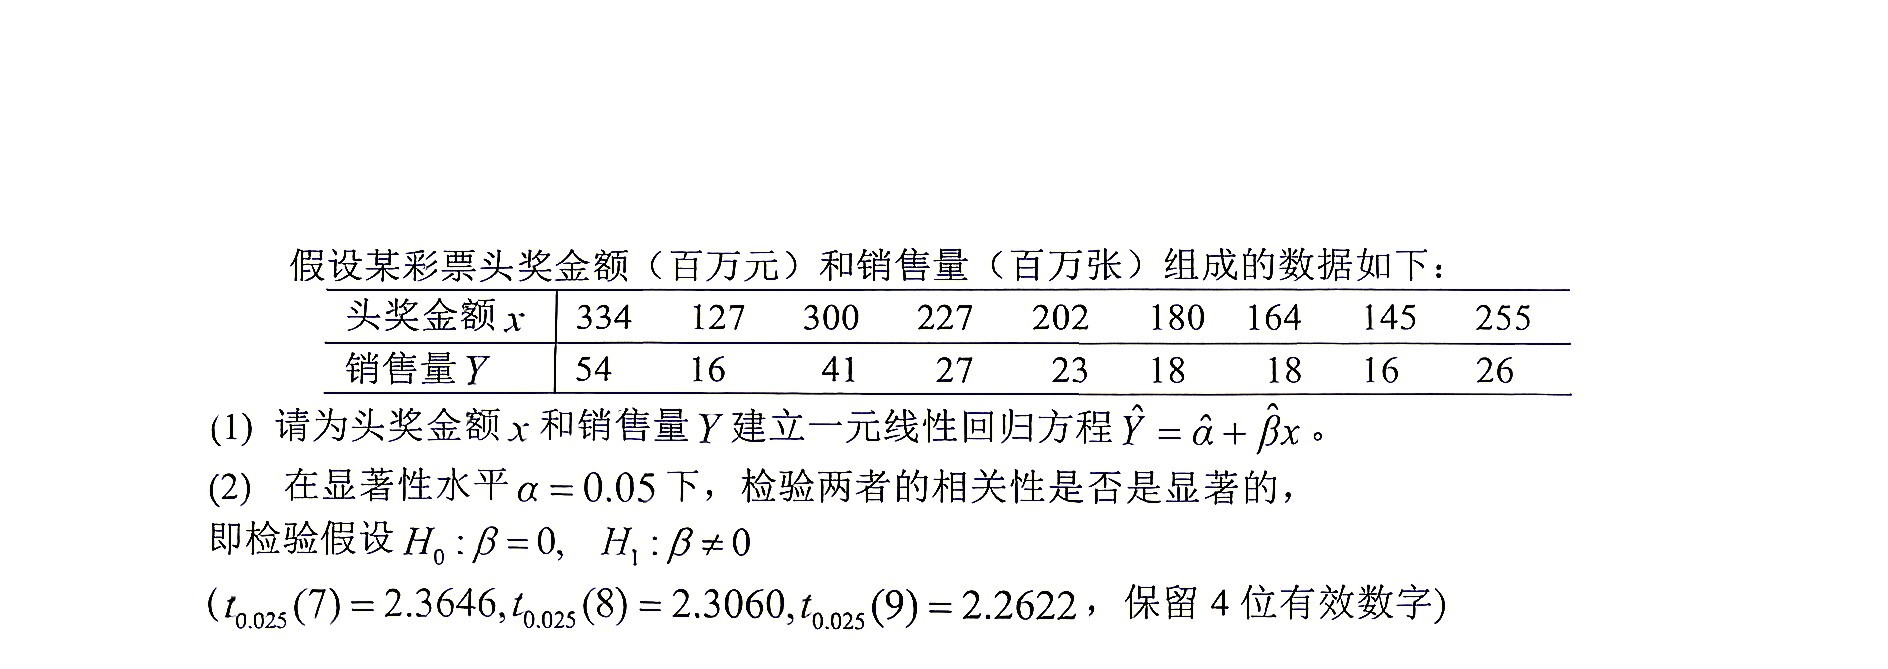 假设某彩票头奖金额（百万元）和销售量（百万张）组成的数据如下：
头奖金额 x 334 127 300 227 202 180 164 145 255
销售量 Y 54 16 41 27 23 18 18 16 26
(1) 请为头奖金额 x 和销售量 Y 建立一元线性回归方程 Ŷ = α̂ + β̂x 。
(2) 在显著性水平 α = 0.05 下，检验两者的相关性是否是显著的，
即检验假设 H₀ : β = 0, H₁ : β ≠ 0
(t₀.₀₂₅(7) = 2.3646, t₀.₀₂₅(8) = 2.3060, t₀.₀₂₅(9) = 2.2622，保留 4 位有效数字)